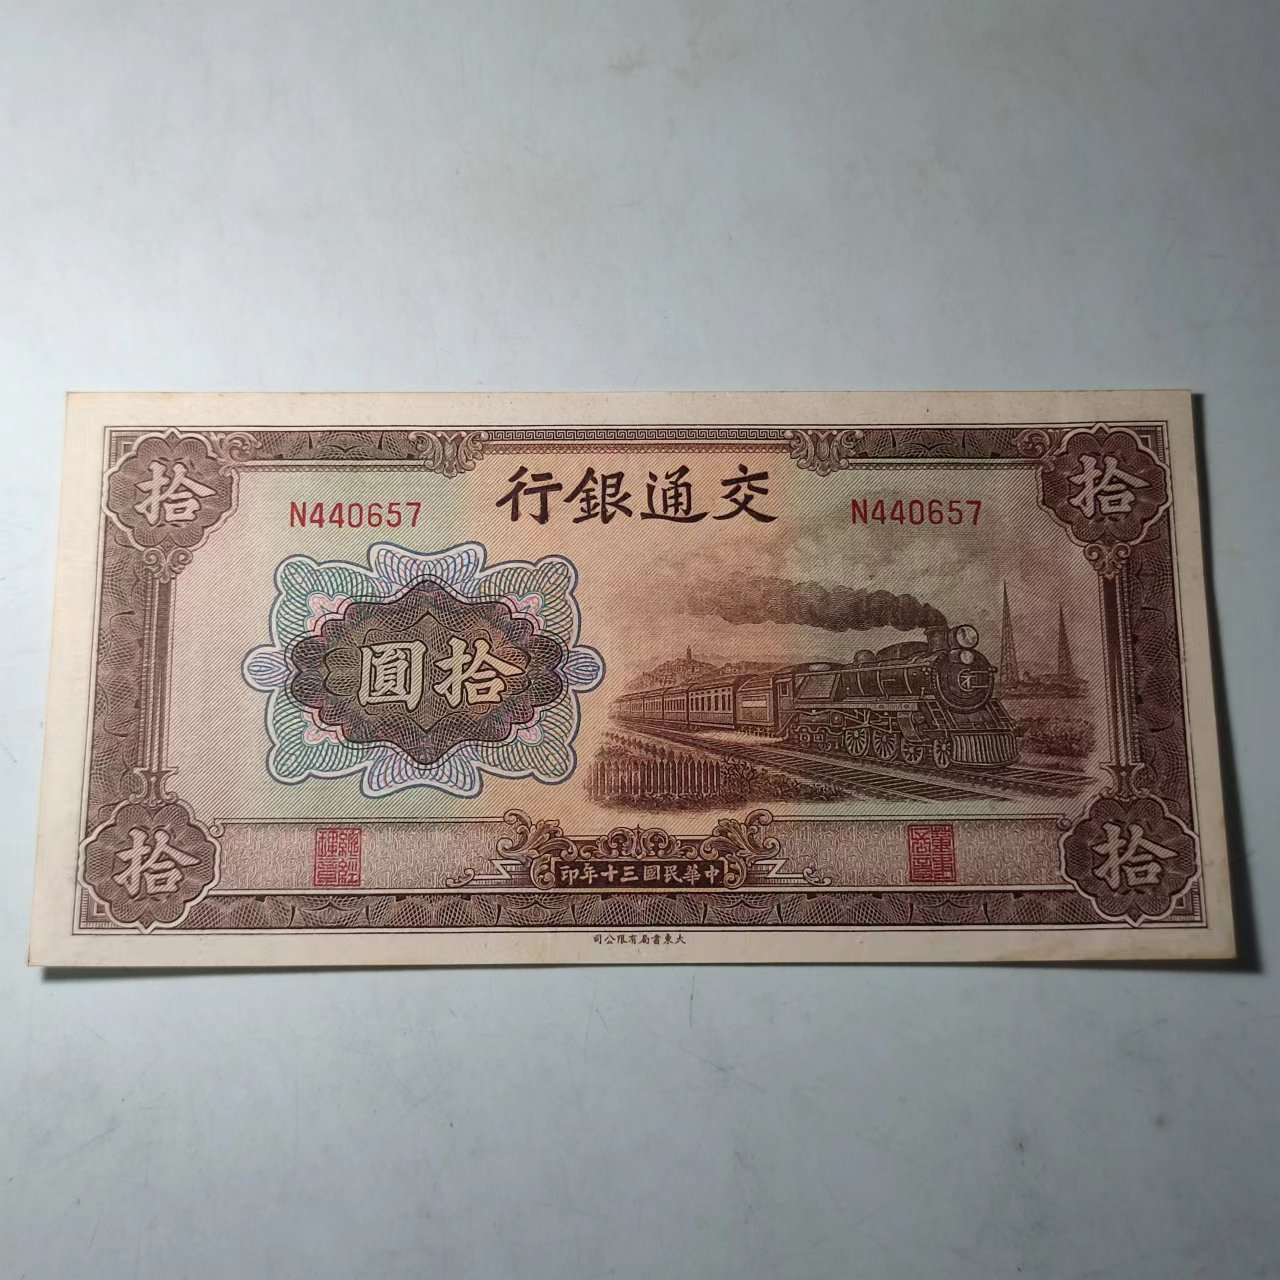 交通銀行
N440657
N440657
拾
拾
拾圓
拾
拾
中華民國三十年印
大東書局有限公司